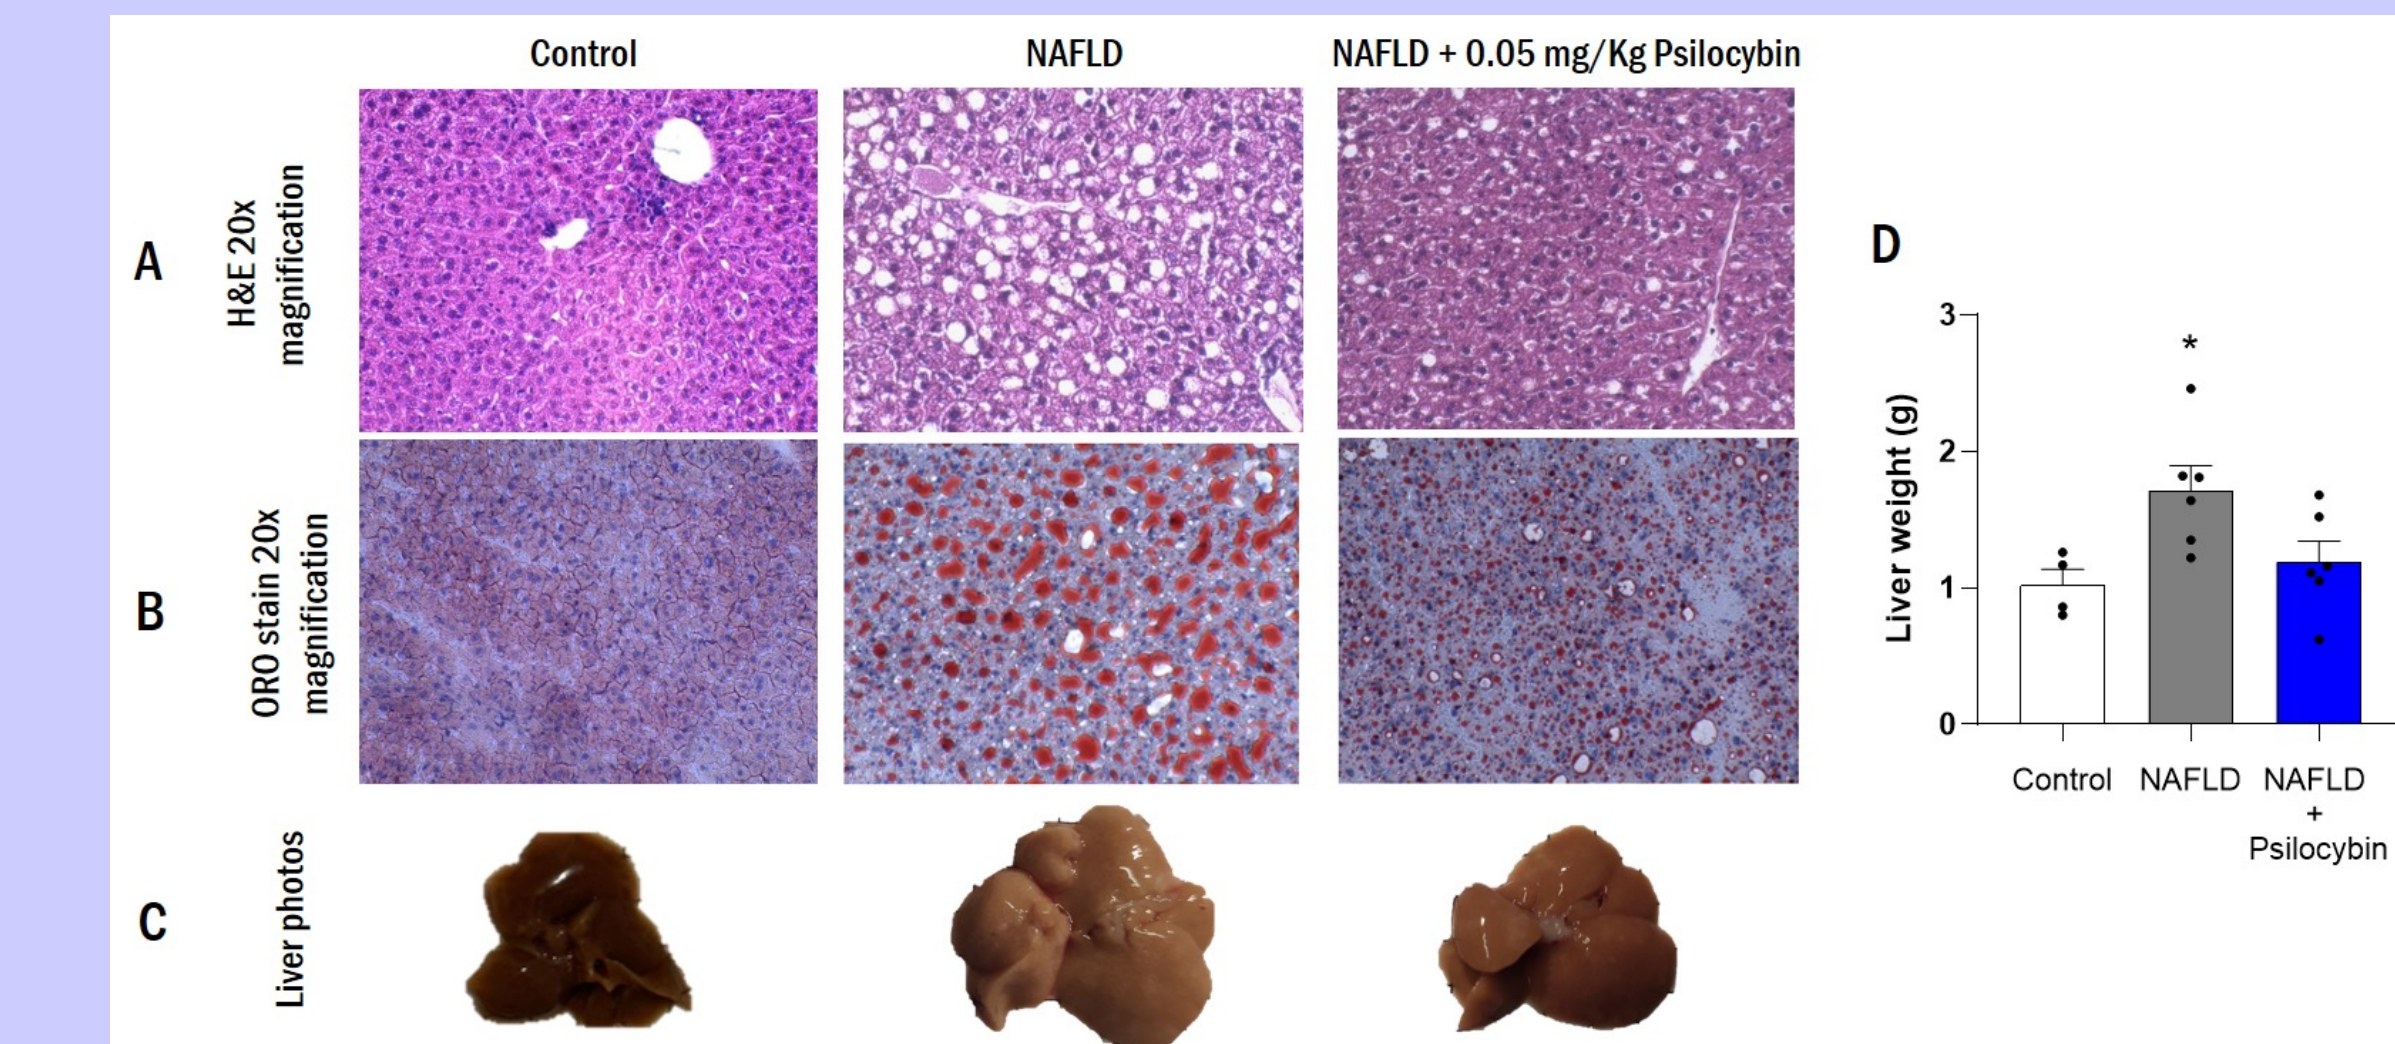 Control
NAFLD
NAFLD + 0.05 mg/Kg Psilocybin
A
H&E 20x
magnification
B
ORO stain 20x
magnification
C
Liver photos
D
Liver weight (g)
3
*
2
1
0
Control
NAFLD
NAFLD
+
Psilocybin